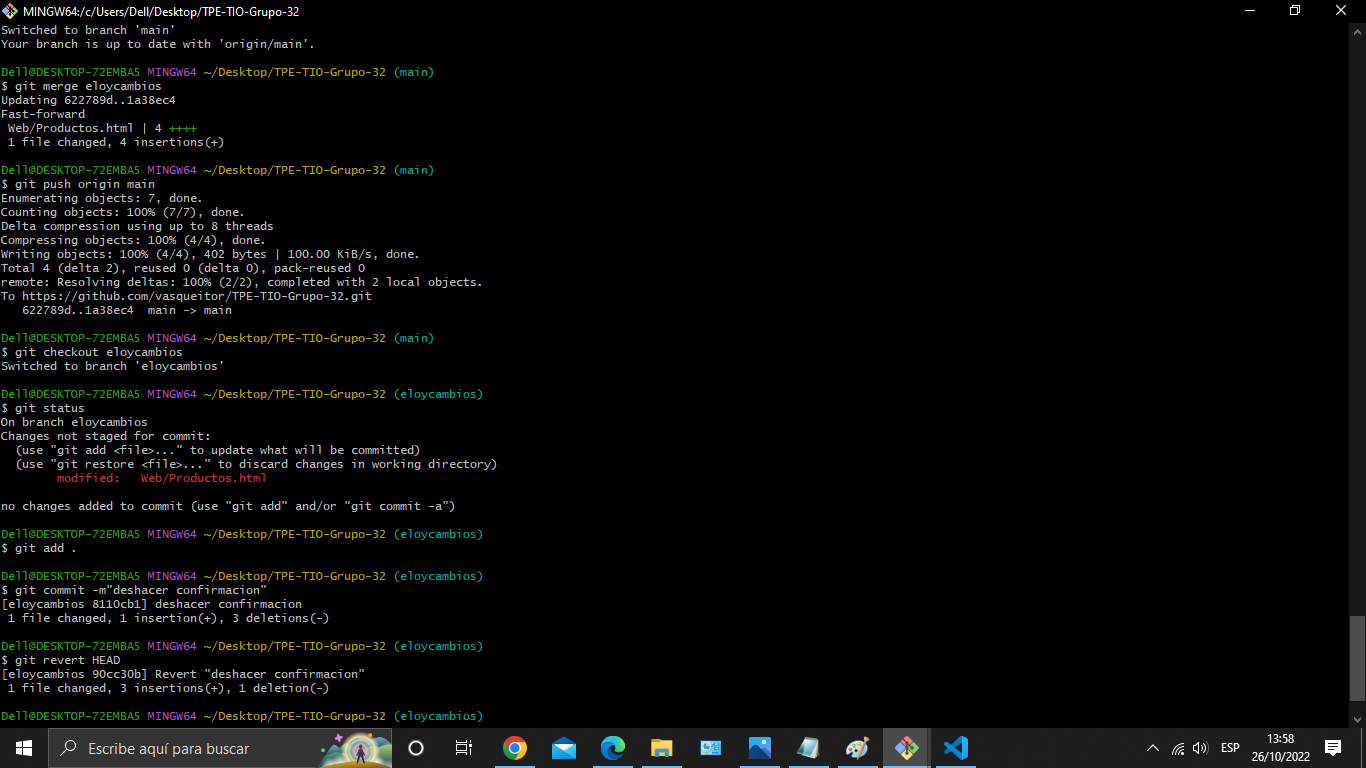 MINGW64:/c/Users/Dell/Desktop/TPE-TIO-Grupo-32
Switched to branch 'main'
Your branch is up to date with 'origin/main'.
Dell@DESKTOP-72EMBA5 MINGW64 ~/Desktop/TPE-TIO-Grupo-32 (main)
$ git merge eloycambios
Updating 622789d..1a38ec4
Fast-forward
 Web/Productos.html | 4 ++++
 1 file changed, 4 insertions(+)
Dell@DESKTOP-72EMBA5 MINGW64 ~/Desktop/TPE-TIO-Grupo-32 (main)
$ git push origin main
Enumerating objects: 7, done.
Counting objects: 100% (7/7), done.
Delta compression using up to 8 threads
Compressing objects: 100% (4/4), done.
Writing objects: 100% (4/4), 402 bytes | 100.00 KiB/s, done.
Total 4 (delta 2), reused 0 (delta 0), pack-reused 0
remote: Resolving deltas: 100% (2/2), completed with 2 local objects.
To https://github.com/vasqueitor/TPE-TIO-Grupo-32.git
   622789d..1a38ec4  main -> main
Dell@DESKTOP-72EMBA5 MINGW64 ~/Desktop/TPE-TIO-Grupo-32 (main)
$ git checkout eloycambios
Switched to branch 'eloycambios'
Dell@DESKTOP-72EMBA5 MINGW64 ~/Desktop/TPE-TIO-Grupo-32 (eloycambios)
$ git status
On branch eloycambios
Changes not staged for commit:
  (use "git add <file>..." to update what will be committed)
  (use "git restore <file>..." to discard changes in working directory)
        modified:   Web/Productos.html
no changes added to commit (use "git add" and/or "git commit -a")
Dell@DESKTOP-72EMBA5 MINGW64 ~/Desktop/TPE-TIO-Grupo-32 (eloycambios)
$ git add .
Dell@DESKTOP-72EMBA5 MINGW64 ~/Desktop/TPE-TIO-Grupo-32 (eloycambios)
$ git commit -m"deshacer confirmacion"
[eloycambios 8110cb1] deshacer confirmacion
 1 file changed, 1 insertion(+), 3 deletions(-)
Dell@DESKTOP-72EMBA5 MINGW64 ~/Desktop/TPE-TIO-Grupo-32 (eloycambios)
$ git revert HEAD
[eloycambios 90cc30b] Revert "deshacer confirmacion"
 1 file changed, 3 insertions(+), 1 deletion(-)
Dell@DESKTOP-72EMBA5 MINGW64 ~/Desktop/TPE-TIO-Grupo-32 (eloycambios)
Escribe aquí para buscar
ESP
13:58
26/10/2022